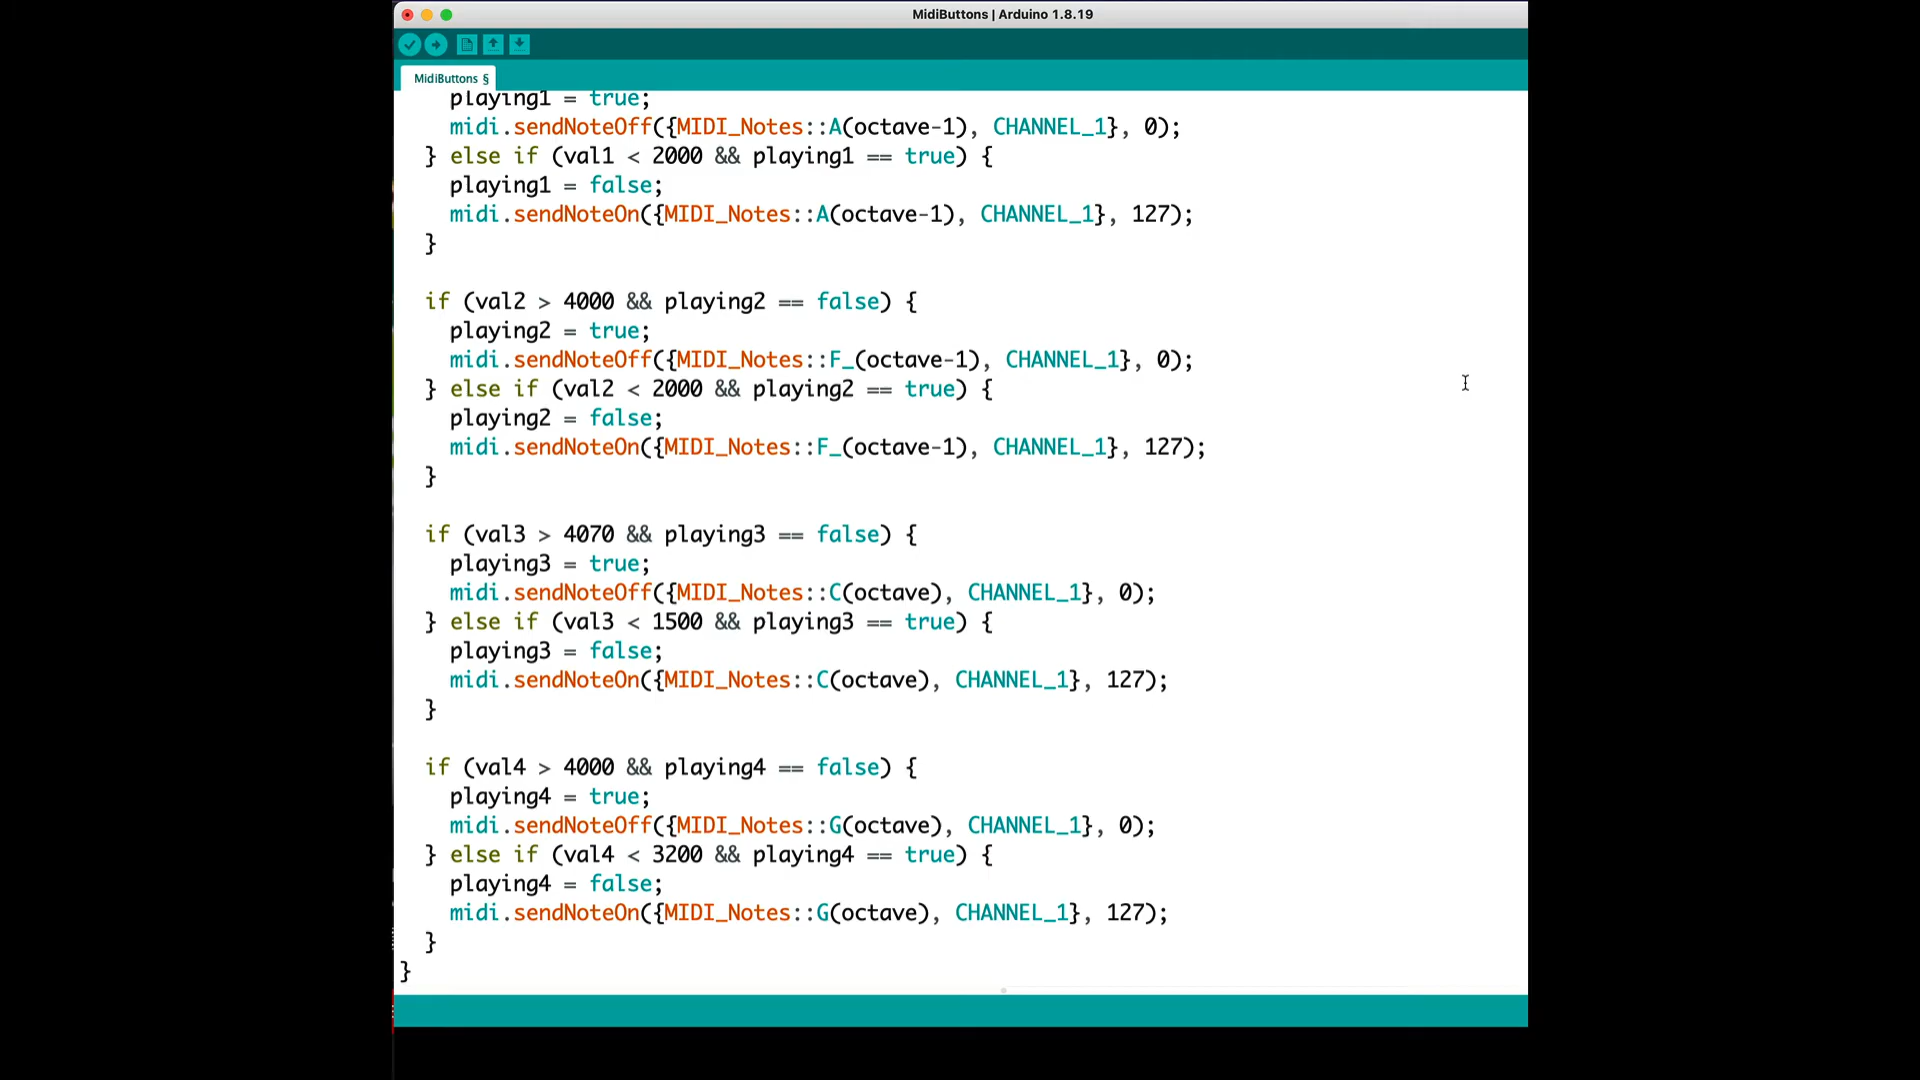 MidiButtons | Arduino 1.8.19
MidiButtons §
playing1 = true;
midi.sendNoteOff({MIDI_Notes::A(octave-1), CHANNEL_1}, 0);
} else if (val1 < 2000 && playing1 == true) {
playing1 = false;
midi.sendNoteOn({MIDI_Notes::A(octave-1), CHANNEL_1}, 127);
}
if (val2 > 4000 && playing2 == false) {
playing2 = true;
midi.sendNoteOff({MIDI_Notes::F_(octave-1), CHANNEL_1}, 0);
} else if (val2 < 2000 && playing2 == true) {
playing2 = false;
midi.sendNoteOn({MIDI_Notes::F_(octave-1), CHANNEL_1}, 127);
}
if (val3 > 4070 && playing3 == false) {
playing3 = true;
midi.sendNoteOff({MIDI_Notes::C(octave), CHANNEL_1}, 0);
} else if (val3 < 1500 && playing3 == true) {
playing3 = false;
midi.sendNoteOn({MIDI_Notes::C(octave), CHANNEL_1}, 127);
}
if (val4 > 4000 && playing4 == false) {
playing4 = true;
midi.sendNoteOff({MIDI_Notes::G(octave), CHANNEL_1}, 0);
} else if (val4 < 3200 && playing4 == true) {
playing4 = false;
midi.sendNoteOn({MIDI_Notes::G(octave), CHANNEL_1}, 127);
}
}